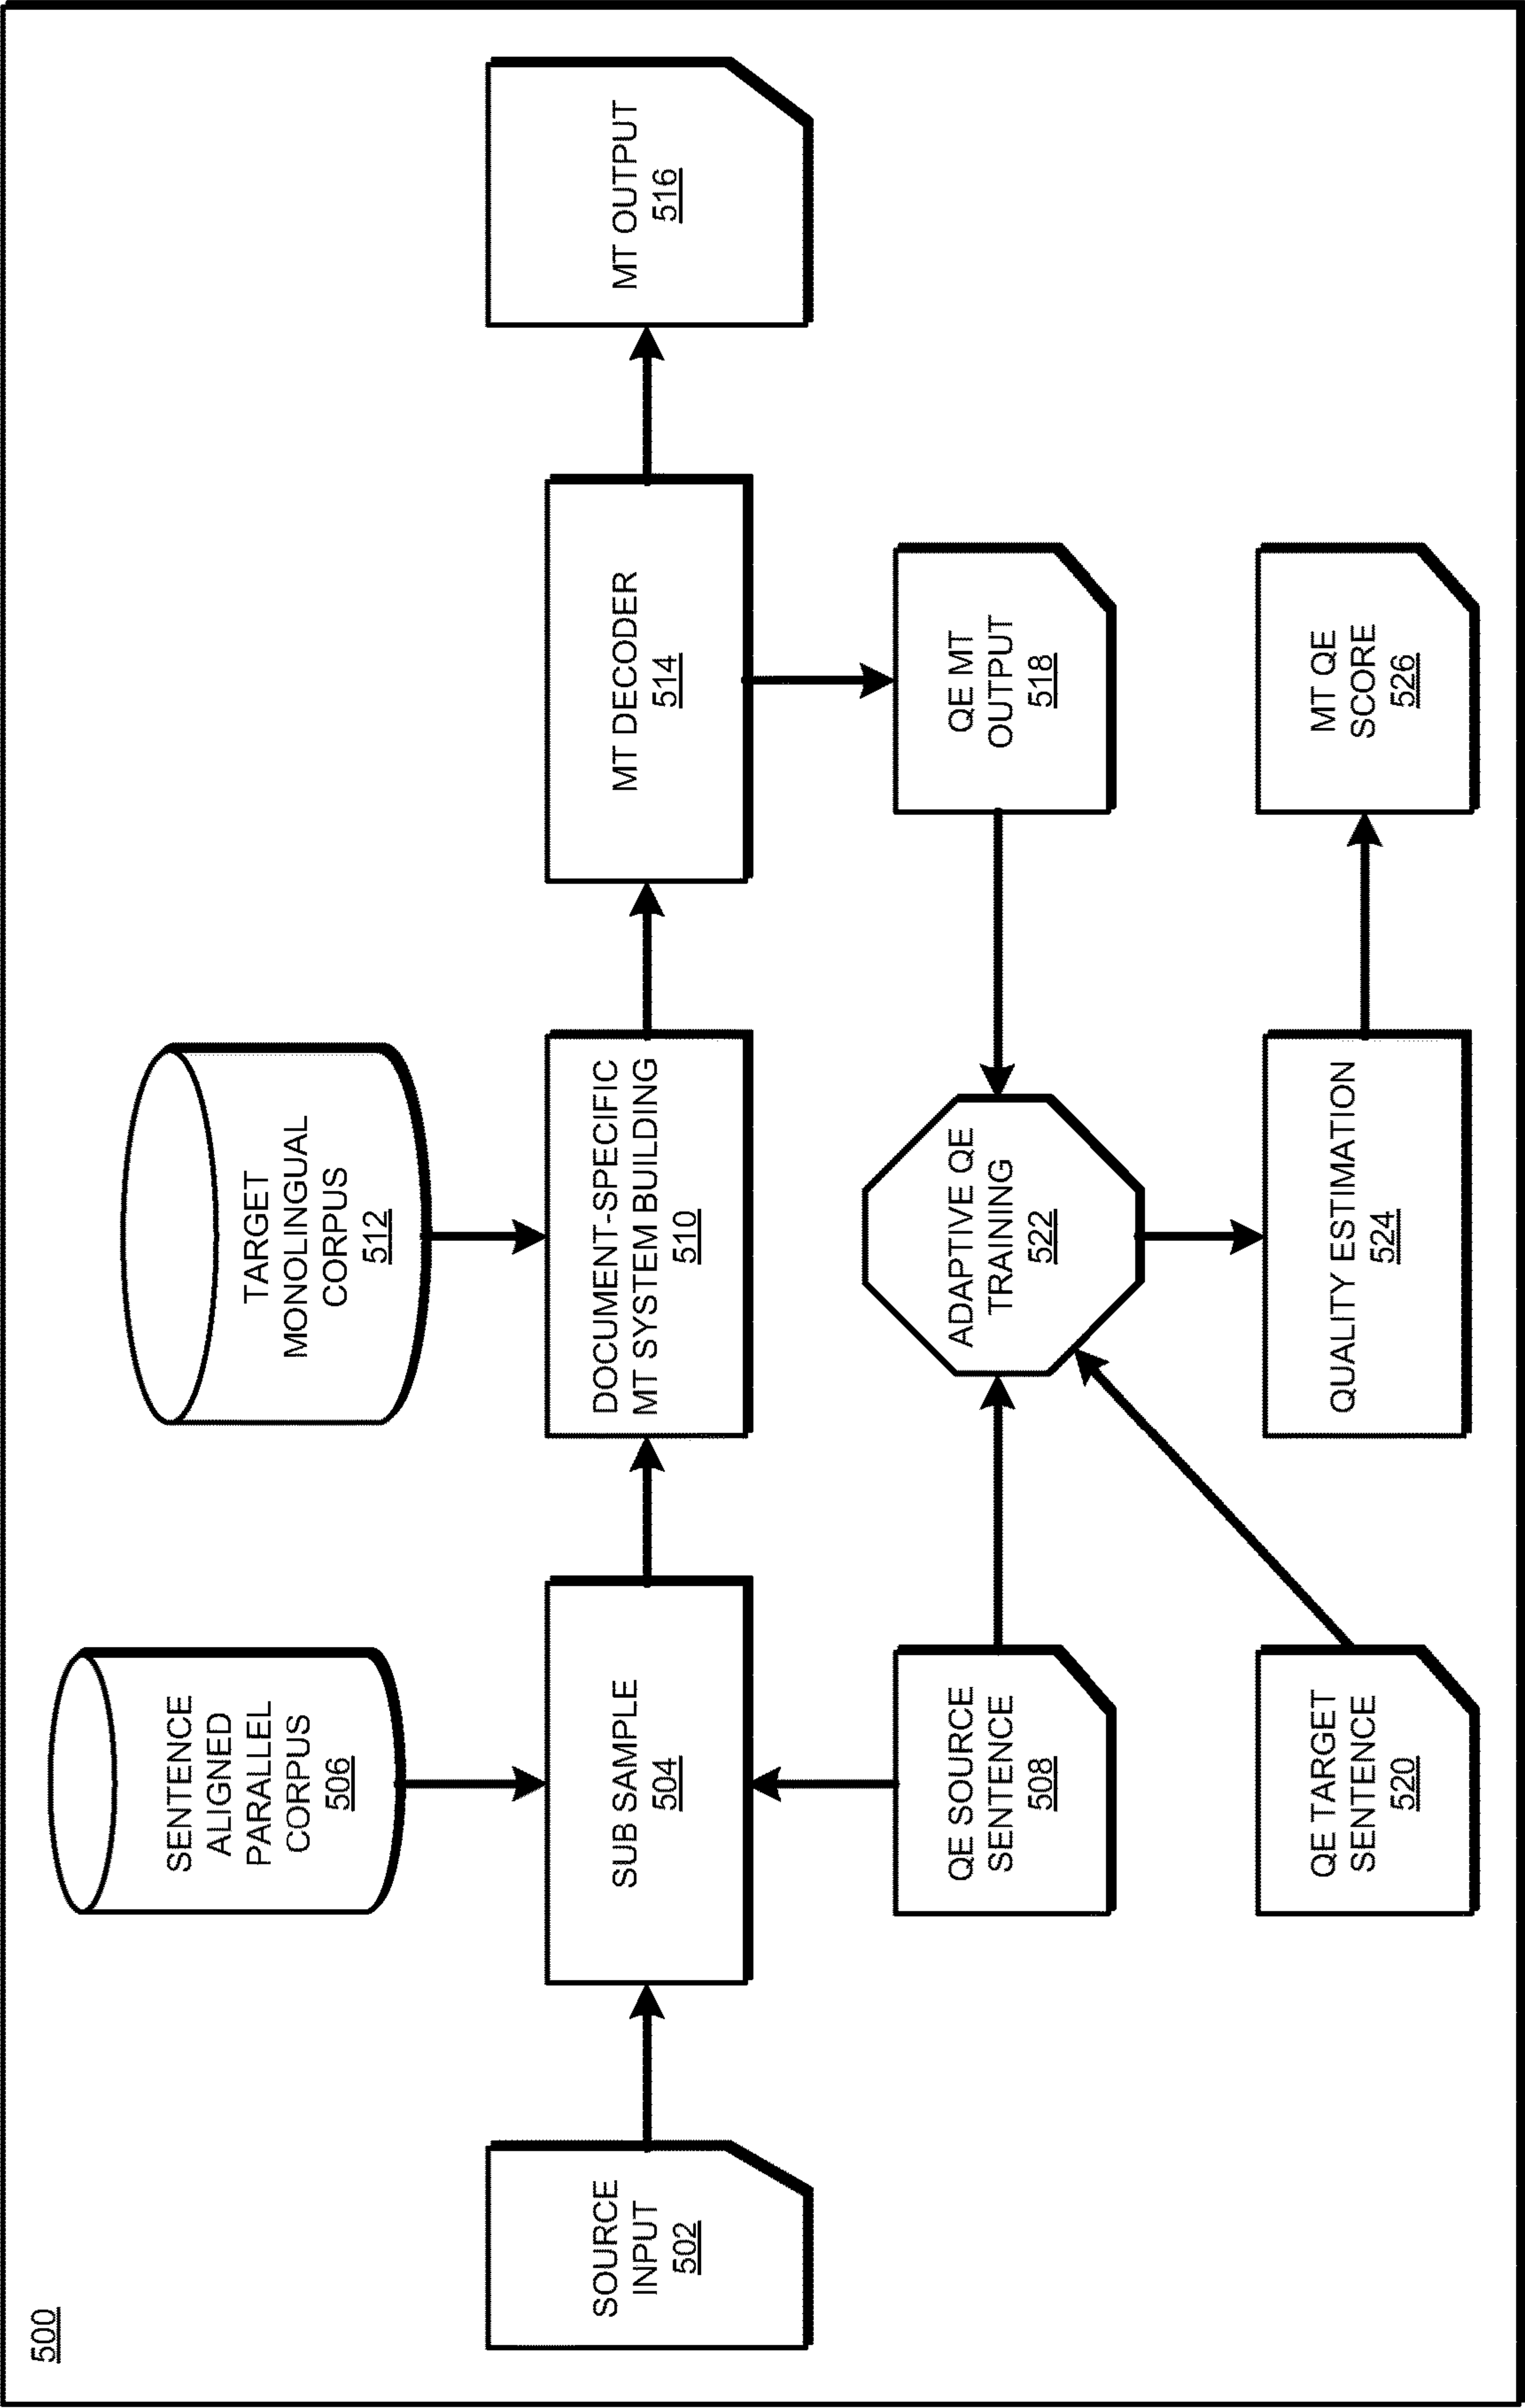 500
SENTENCE
ALIGNED
PARALLEL
CORPUS
506
TARGET
MONOLINGUAL
CORPUS
512
SOURCE
INPUT
502
SUB SAMPLE
504
DOCUMENT-SPECIFIC
MT SYSTEM BUILDING
510
MT DECODER
514
MT OUTPUT
516
QE SOURCE
SENTENCE
508
ADAPTIVE QE
TRAINING
522
QE MT
OUTPUT
518
QE TARGET
SENTENCE
520
QUALITY ESTIMATION
524
MT QE
SCORE
526